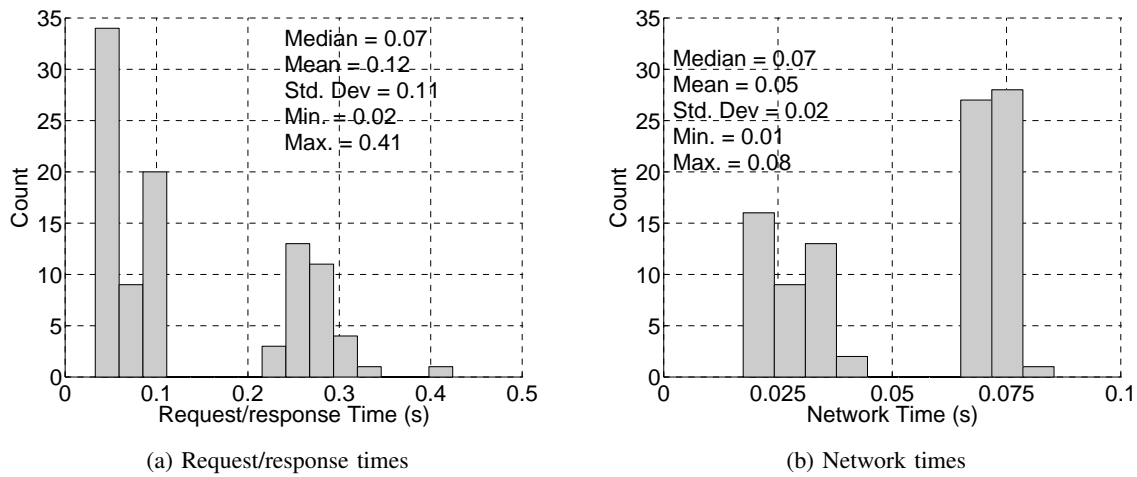 35
30
25
20
15
10
5
0
Count
Median = 0.07
Mean = 0.12
Std. Dev = 0.11
Min. = 0.02
Max. = 0.41
0 0.1 0.2 0.3 0.4 0.5
Request/response Time (s)
(a) Request/response times
35
30
25
20
15
10
5
0
Count
Median = 0.07
Mean = 0.05
Std. Dev = 0.02
Min. = 0.01
Max. = 0.08
0 0.025 0.05 0.075 0.1
Network Time (s)
(b) Network times